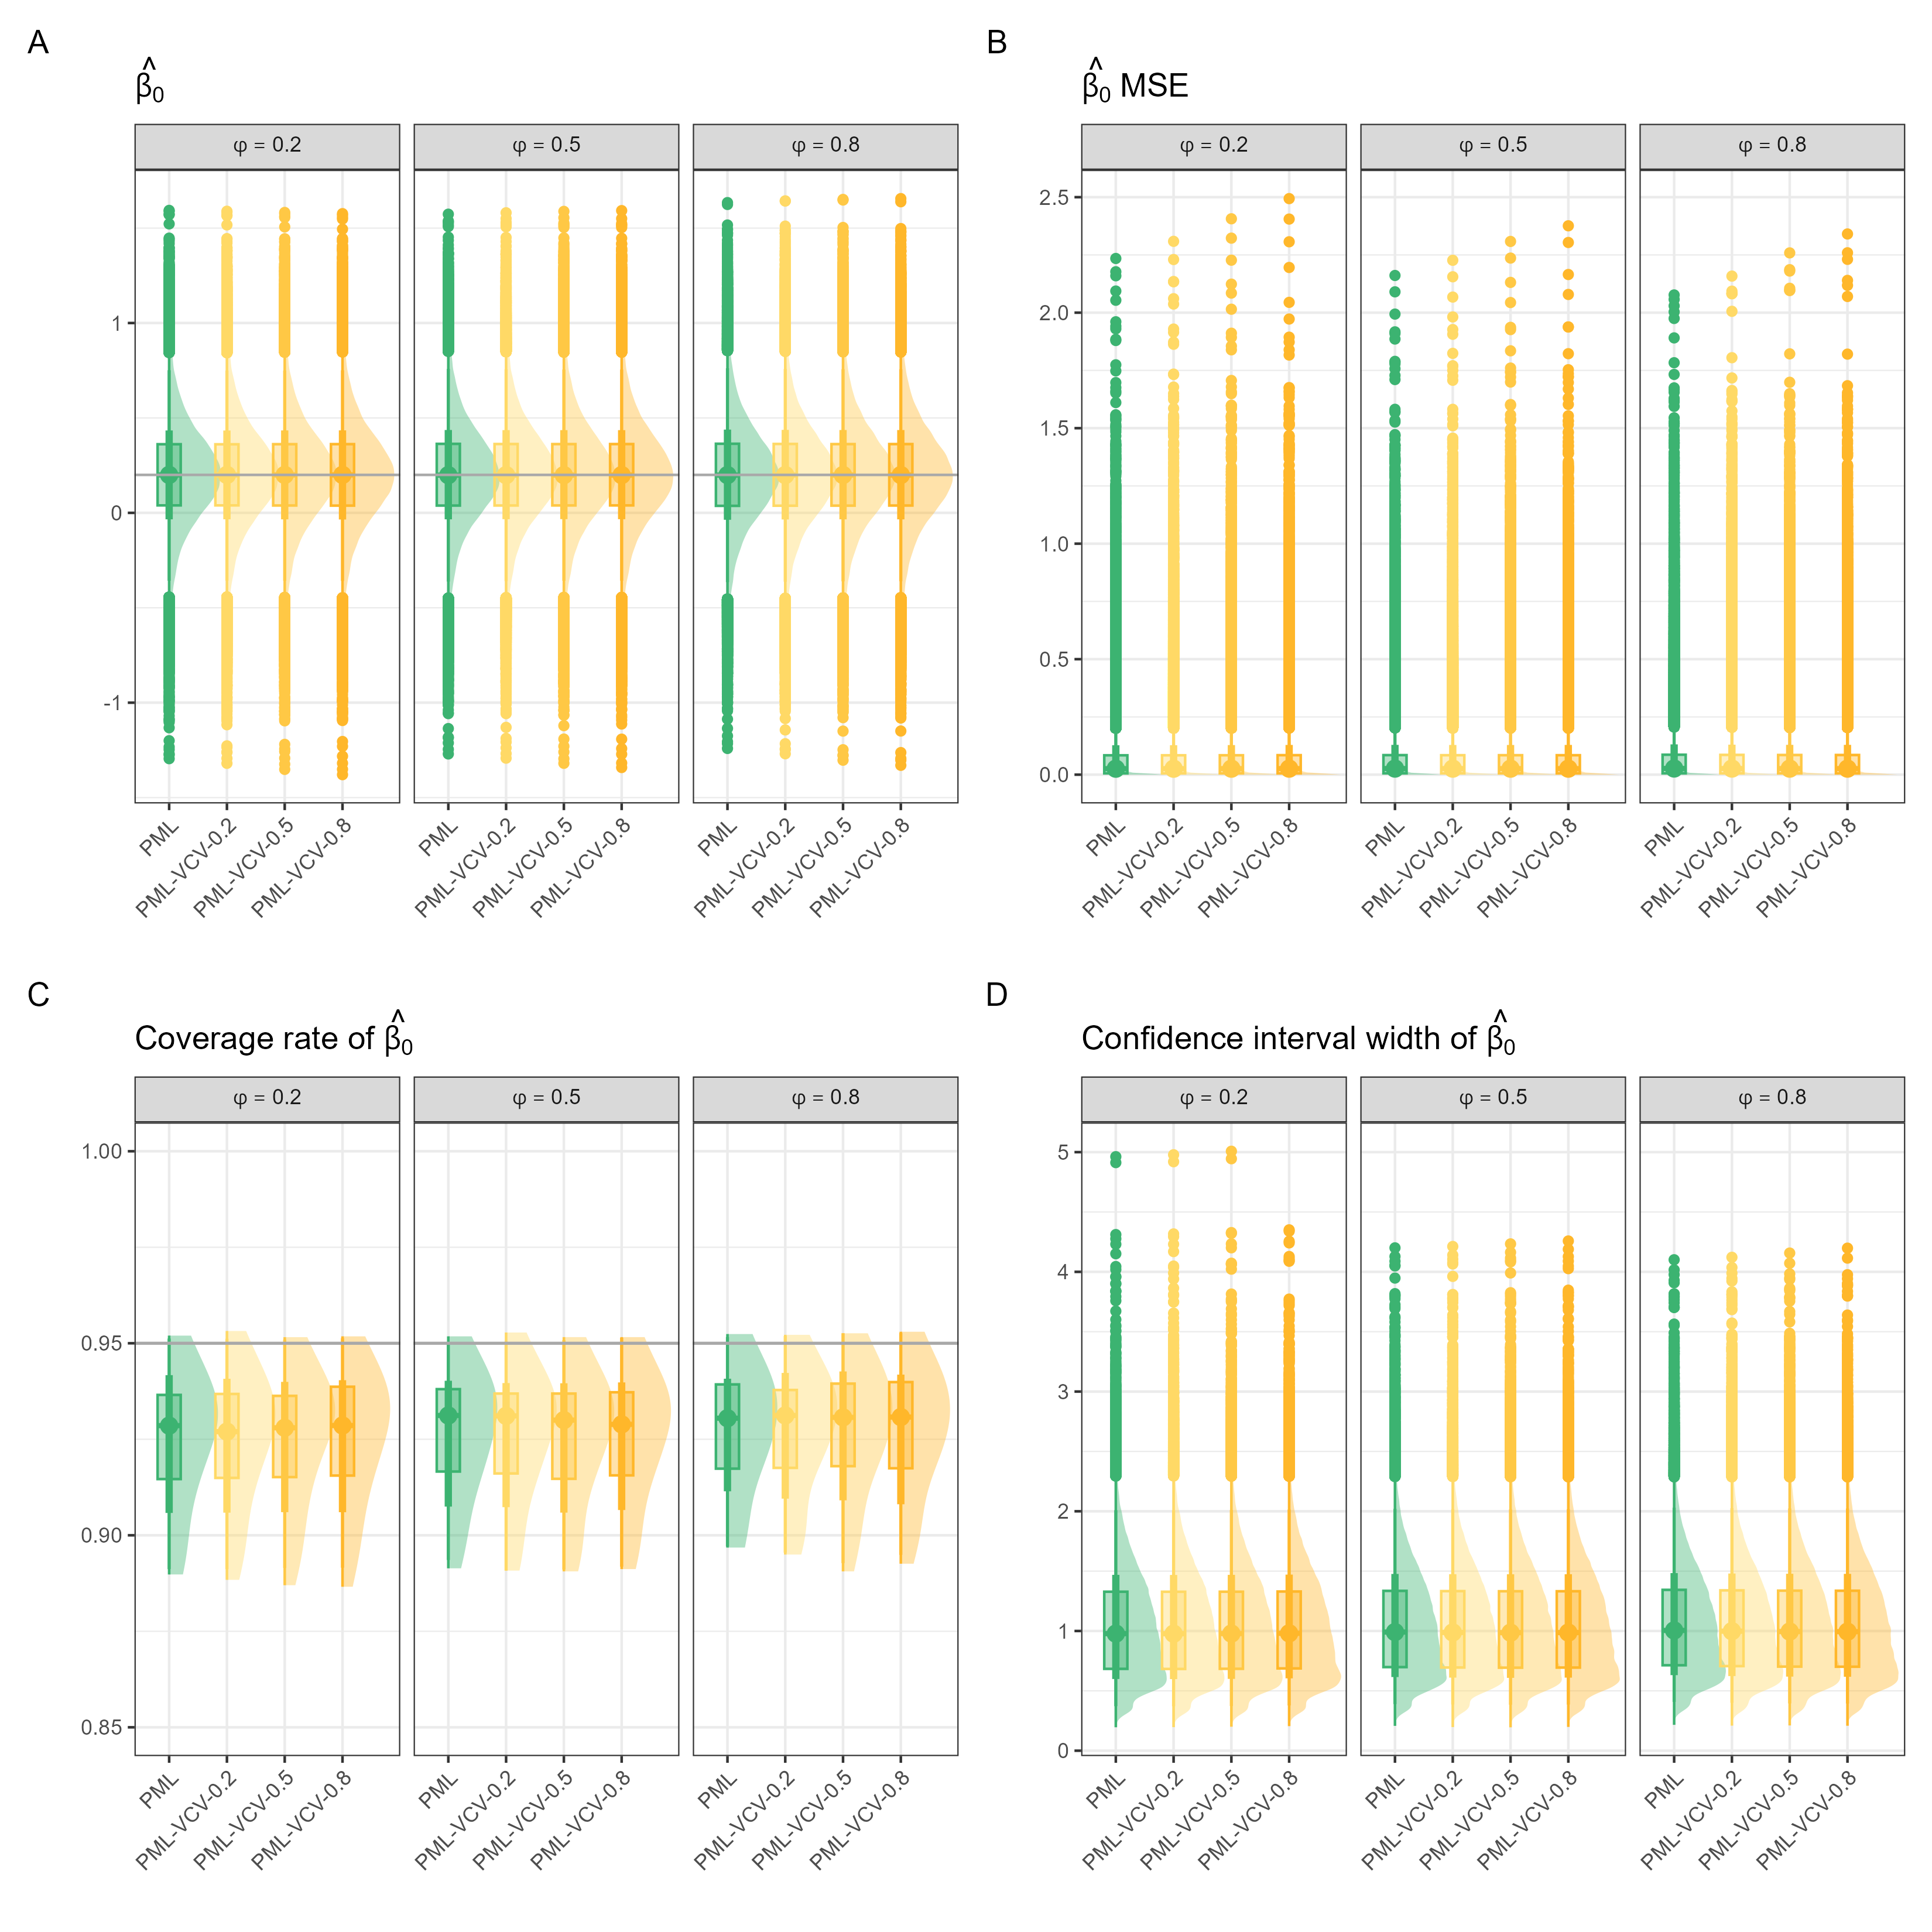 A
β̂₀
φ = 0.2 φ = 0.5 φ = 0.8
1
0
-1
PML PML-VCV-0.2 PML-VCV-0.5 PML-VCV-0.8 PML PML-VCV-0.2 PML-VCV-0.5 PML-VCV-0.8 PML PML-VCV-0.2 PML-VCV-0.5 PML-VCV-0.8
B
β̂₀ MSE
φ = 0.2 φ = 0.5 φ = 0.8
2.5
2.0
1.5
1.0
0.5
0.0
PML PML-VCV-0.2 PML-VCV-0.5 PML-VCV-0.8 PML PML-VCV-0.2 PML-VCV-0.5 PML-VCV-0.8 PML PML-VCV-0.2 PML-VCV-0.5 PML-VCV-0.8
C
Coverage rate of β̂₀
φ = 0.2 φ = 0.5 φ = 0.8
1.00
0.95
0.90
0.85
PML PML-VCV-0.2 PML-VCV-0.5 PML-VCV-0.8 PML PML-VCV-0.2 PML-VCV-0.5 PML-VCV-0.8 PML PML-VCV-0.2 PML-VCV-0.5 PML-VCV-0.8
D
Confidence interval width of β̂₀
φ = 0.2 φ = 0.5 φ = 0.8
5
4
3
2
1
0
PML PML-VCV-0.2 PML-VCV-0.5 PML-VCV-0.8 PML PML-VCV-0.2 PML-VCV-0.5 PML-VCV-0.8 PML PML-VCV-0.2 PML-VCV-0.5 PML-VCV-0.8